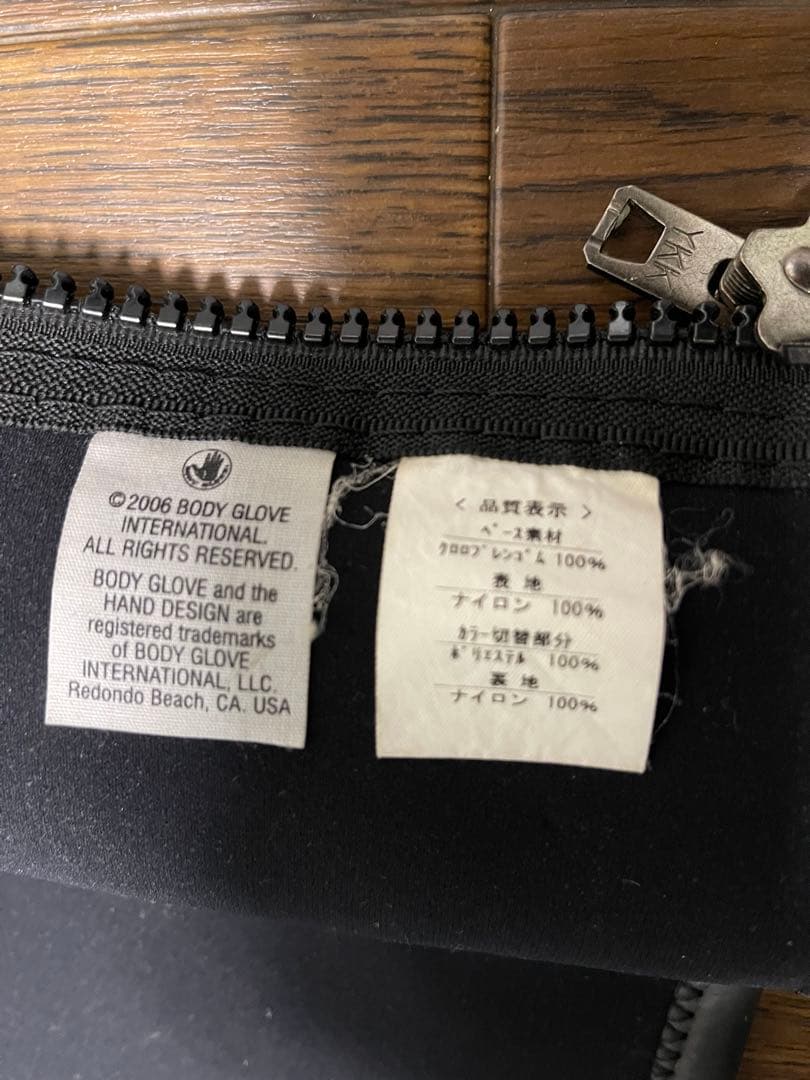 ©2006 BODY GLOVE
INTERNATIONAL.
ALL RIGHTS RESERVED.
BODY GLOVE and the
HAND DESIGN are
registered trademarks
of BODY GLOVE
INTERNATIONAL, LLC.
Redondo Beach, CA. USA
< 品質表示 >
ベース素材
クロロプレンゴム 100%
表 地
ナイロン 100%
カラー切替部分
ポリエステル 100%
裏 地
ナイロン 100%
YKK